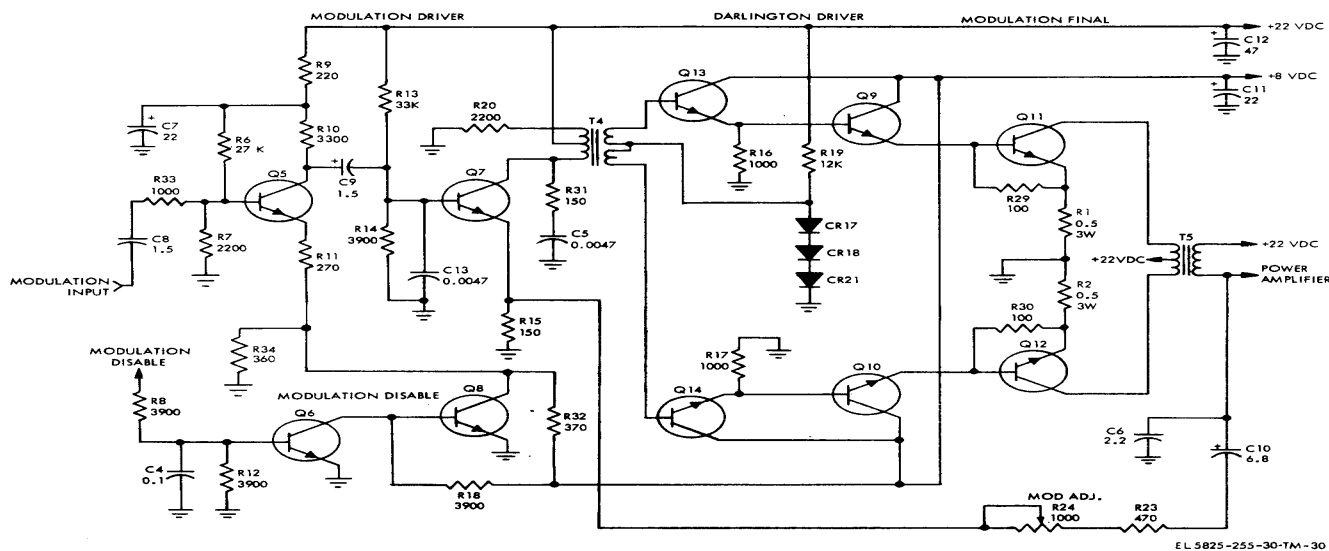 MODULATION DRIVER
DARLINGTON DRIVER
MODULATION FINAL
+22 VDC
+ C12
47
+8 VDC
+ C11
22
R9
220
R13
33K
Q13
Q9
R20
2200
T4
Q11
+
C7
22
R6
27 K
R10
3300
+
C9
1.5
R16
1000
R19
12K
R33
1000
Q5
Q7
R31
150
R29
100
R1
0.5
3W
C8
1.5
R7
2200
R14
3900
CR17
CR18
CR21
T5
+22 VDC
R11
270
C13
0.0047
C5
0.0047
+22VDC
POWER
AMPLIFIER
MODULATION
INPUT
R2
0.5
3W
R15
150
R30
100
R34
360
MODULATION
DISABLE
R17
1000
Q10
Q12
R8
3900
MODULATION DISABLE
Q8
Q14
Q6
R32
370
C6
2.2
+
C10
6.8
C4
0.1
R12
3900
R18
3900
MOD ADJ.
R24
1000
R23
470
EL 5825-255-30-TM-30